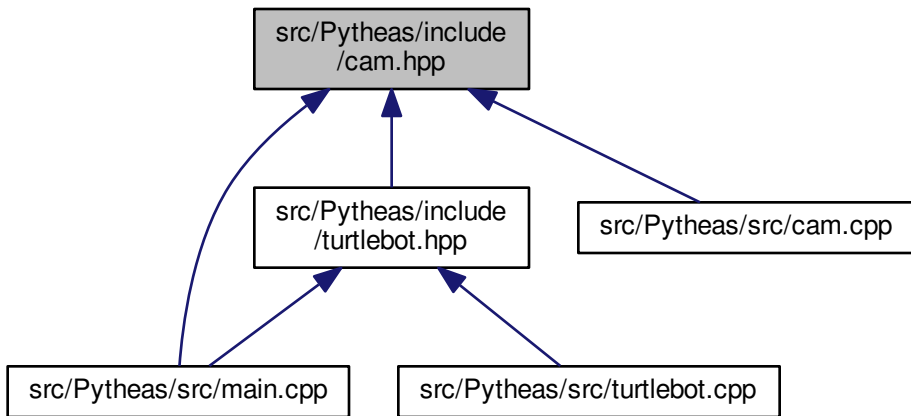 src/Pytheas/include
/cam.hpp
src/Pytheas/include
/turtlebot.hpp
src/Pytheas/src/cam.cpp
src/Pytheas/src/main.cpp
src/Pytheas/src/turtlebot.cpp